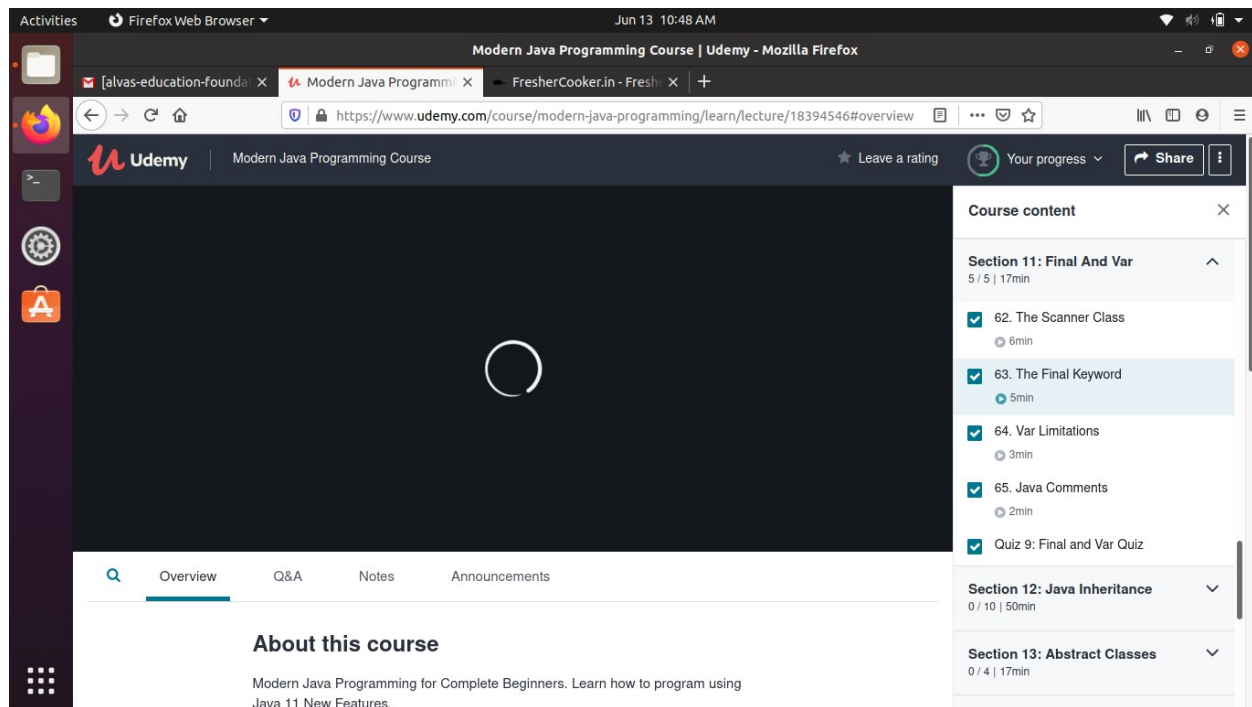 Activities
Firefox Web Browser
Jun 13 10:48 AM
Modern Java Programming Course | Udemy - Mozilla Firefox
[alvas-education-founda
Modern Java Programmi
FresherCooker.in - Freshe
https://www.udemy.com/course/modern-java-programming/learn/lecture/18394546#overview
Udemy
Modern Java Programming Course
Leave a rating
Your progress
Share
Course content
Section 11: Final And Var
5 / 5 | 17min
62. The Scanner Class
6min
63. The Final Keyword
5min
64. Var Limitations
3min
65. Java Comments
2min
Quiz 9: Final and Var Quiz
Section 12: Java Inheritance
0 / 10 | 50min
Section 13: Abstract Classes
0 / 4 | 17min
Overview
Q&A
Notes
Announcements
About this course
Modern Java Programming for Complete Beginners. Learn how to program using
Java 11 New Features.